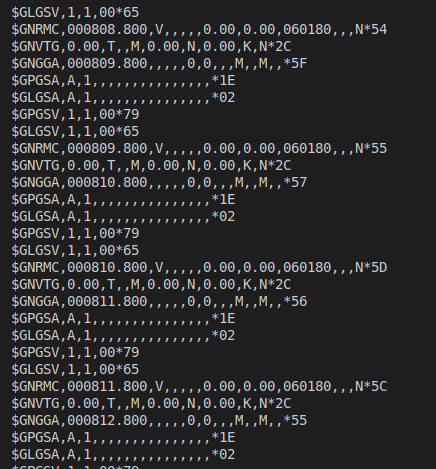 $GLGSV,1,1,00*65
$GNRMC,000808.800,V,,,,,0.00,0.00,060180,,,N*54
$GNVTG,0.00,T,,M,0.00,N,0.00,K,N*2C
$GNGGA,000809.800,,,,,0,0,,,M,,M,,*5F
$GPGSA,A,1,,,,,,,,,,,,,,,*1E
$GLGSA,A,1,,,,,,,,,,,,,,,*02
$GPGSV,1,1,00*79
$GLGSV,1,1,00*65
$GNRMC,000809.800,V,,,,,0.00,0.00,060180,,,N*55
$GNVTG,0.00,T,,M,0.00,N,0.00,K,N*2C
$GNGGA,000810.800,,,,,0,0,,,M,,M,,*57
$GPGSA,A,1,,,,,,,,,,,,,,,*1E
$GLGSA,A,1,,,,,,,,,,,,,,,*02
$GPGSV,1,1,00*79
$GLGSV,1,1,00*65
$GNRMC,000810.800,V,,,,,0.00,0.00,060180,,,N*5D
$GNVTG,0.00,T,,M,0.00,N,0.00,K,N*2C
$GNGGA,000811.800,,,,,0,0,,,M,,M,,*56
$GPGSA,A,1,,,,,,,,,,,,,,,*1E
$GLGSA,A,1,,,,,,,,,,,,,,,*02
$GPGSV,1,1,00*79
$GLGSV,1,1,00*65
$GNRMC,000811.800,V,,,,,0.00,0.00,060180,,,N*5C
$GNVTG,0.00,T,,M,0.00,N,0.00,K,N*2C
$GNGGA,000812.800,,,,,0,0,,,M,,M,,*55
$GPGSA,A,1,,,,,,,,,,,,,,,*1E
$GLGSA,A,1,,,,,,,,,,,,,,,*02
$GPGSV,1,1,00*79